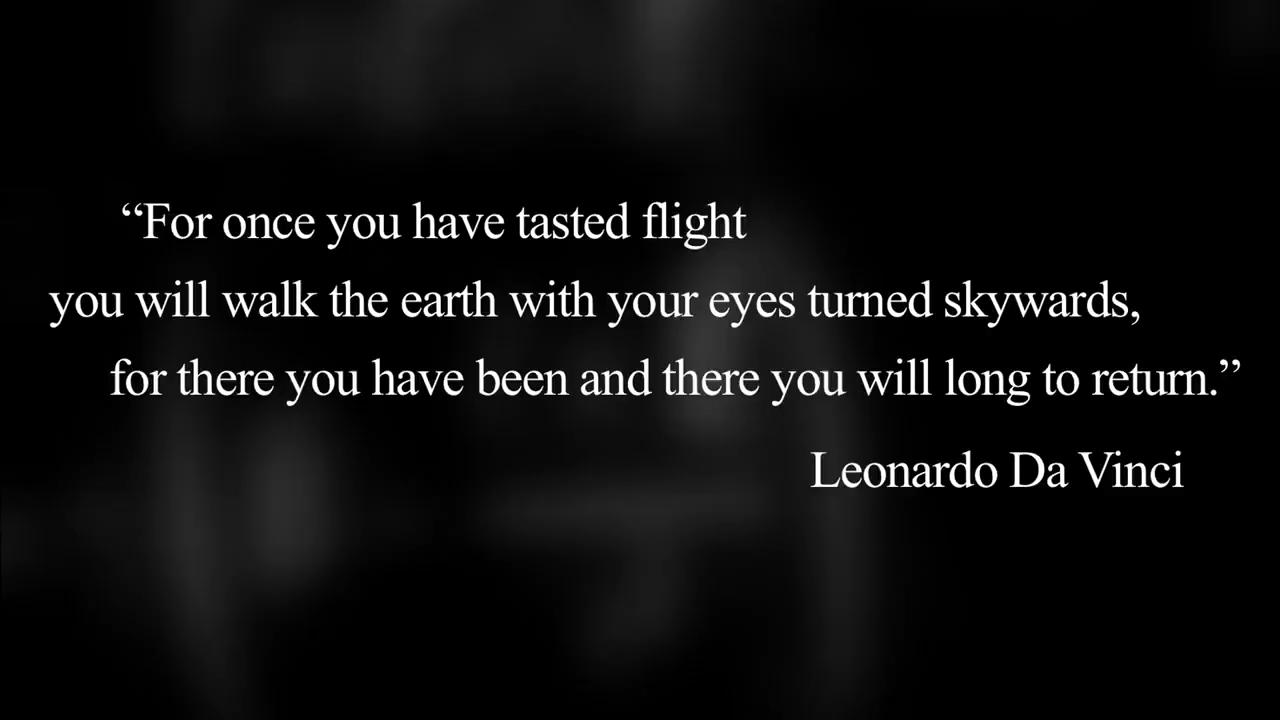 “For once you have tasted flight
you will walk the earth with your eyes turned skywards,
for there you have been and there you will long to return.”
Leonardo Da Vinci